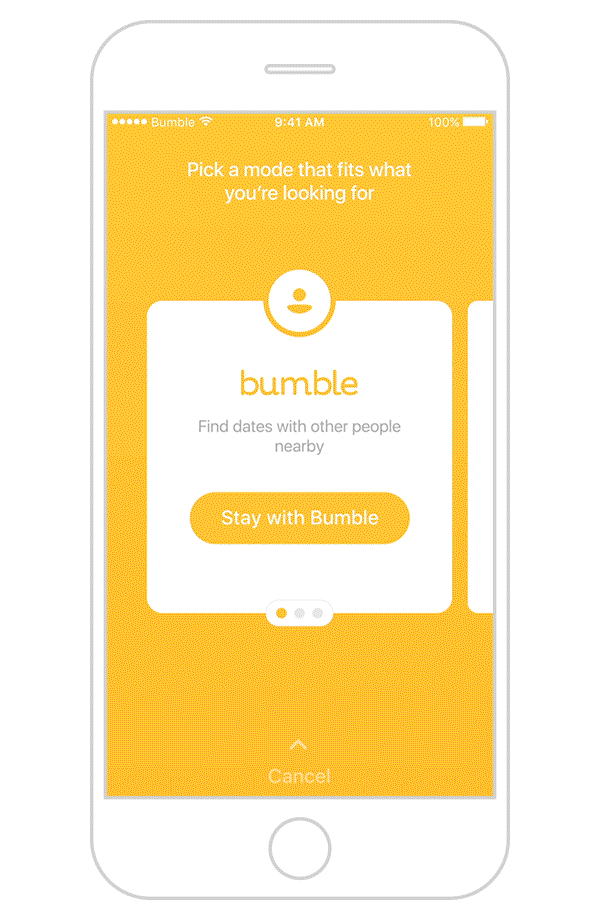 Bumble 9:41 AM 100%
Pick a mode that fits what
you're looking for
bumble
Find dates with other people
nearby
Stay with Bumble
Cancel